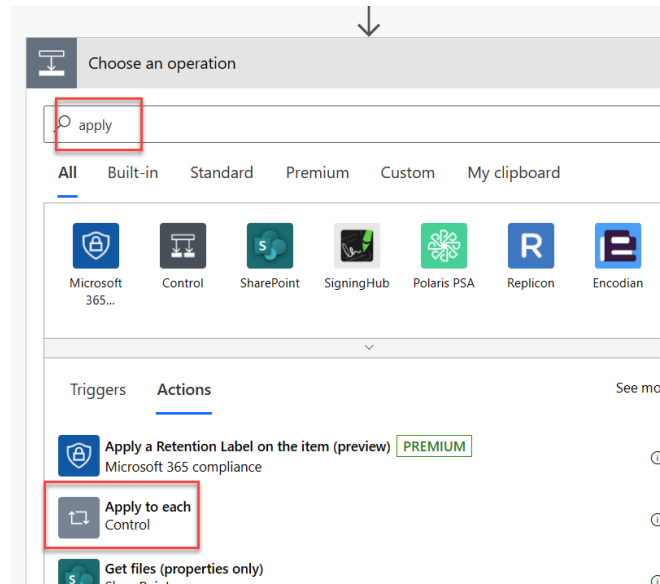 Choose an operation
apply
All Built-in Standard Premium Custom My clipboard
S
R
Microsoft 365... Control SharePoint SigningHub Polaris PSA Replicon Encodian
Triggers Actions See mo
Apply a Retention Label on the item (preview) PREMIUM
Microsoft 365 compliance
Apply to each
Control
Get files (properties only)